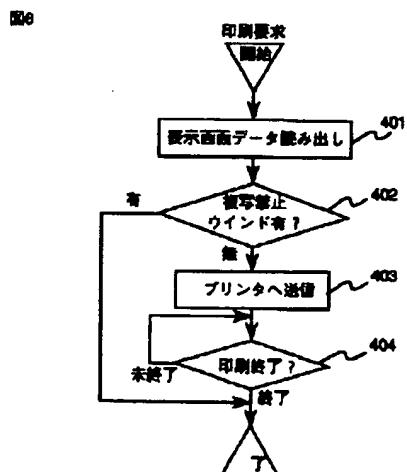 図6
印刷要求
開始
表示画面データ読み出し
401
複写禁止
ウインド有?
402
有
無
プリンタへ送信
403
印刷終了?
404
未終了
終了
了